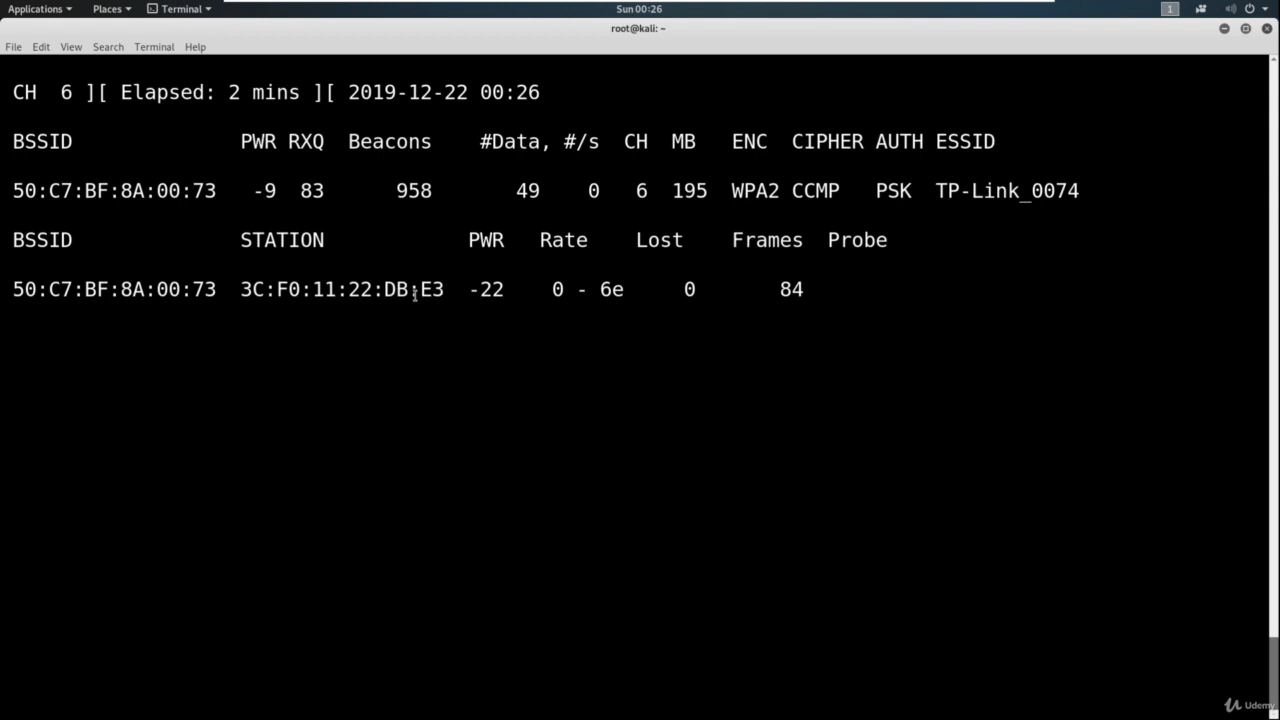 Applications Places Terminal Sun 00:26 1
root@kali: ~
File Edit View Search Terminal Help
CH 6 ][ Elapsed: 2 mins ][ 2019-12-22 00:26
BSSID PWR RXQ Beacons #Data, #/s CH MB ENC CIPHER AUTH ESSID
50:C7:BF:8A:00:73 -9 83 958 49 0 6 195 WPA2 CCMP PSK TP-Link_0074
BSSID STATION PWR Rate Lost Frames Probe
50:C7:BF:8A:00:73 3C:F0:11:22:DB:E3 -22 0 - 6e 0 84
Udemy